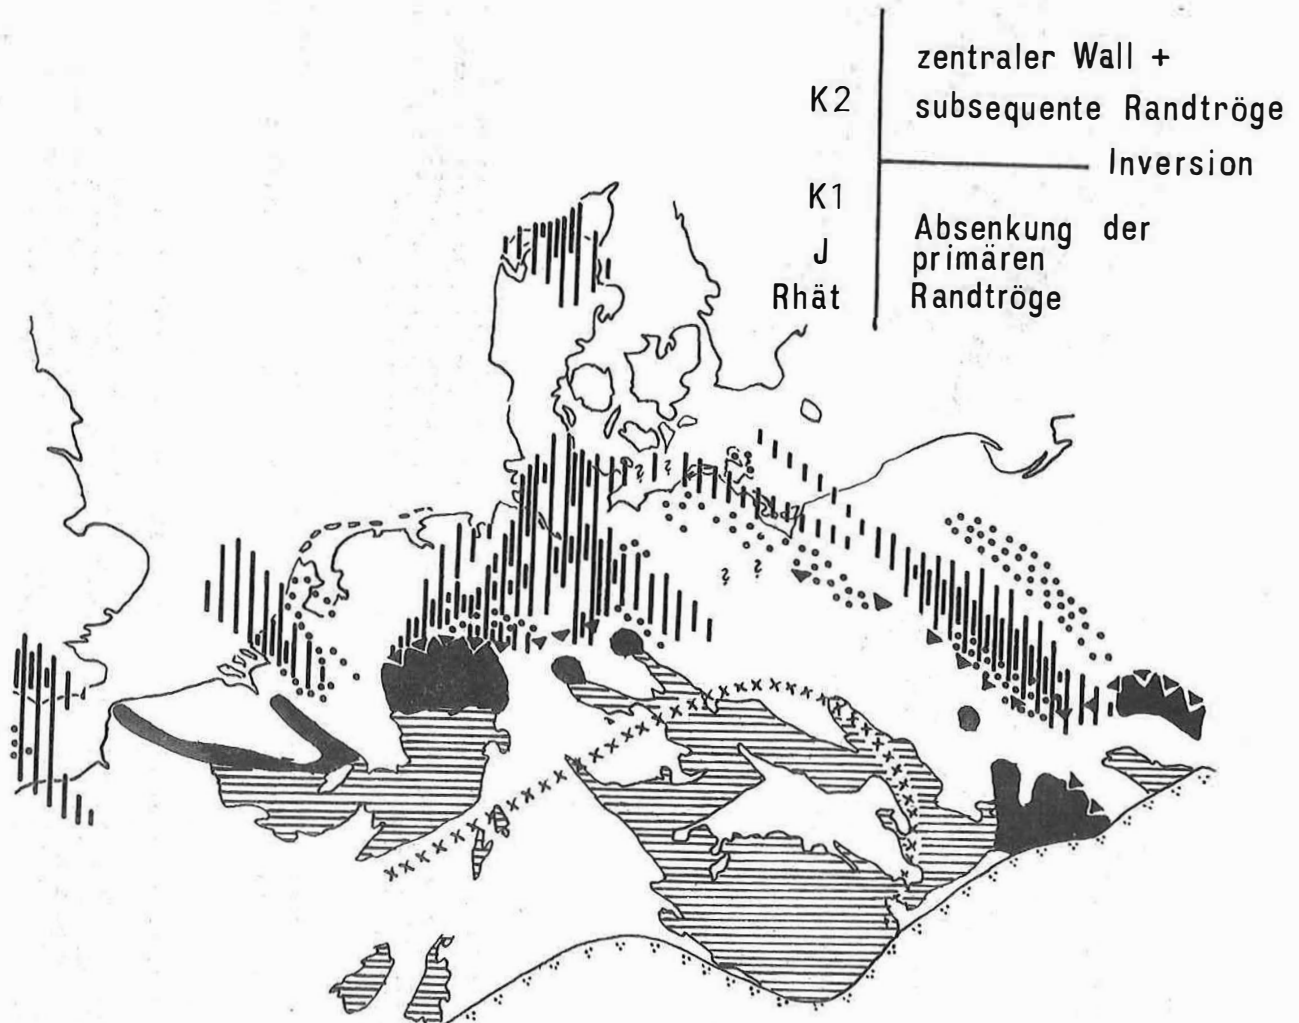 zentraler Wall +
K2 subsequente Randtröge
Inversion
K1
Absenkung der
J primären
Rhät Randtröge
? ?
? ?